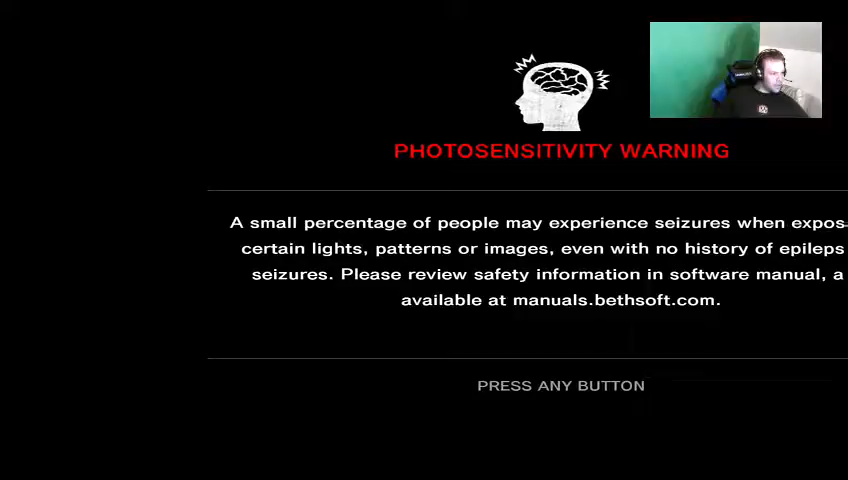 PHOTOSENSITIVITY WARNING
A small percentage of people may experience seizures when expos
certain lights, patterns or images, even with no history of epileps
seizures. Please review safety information in software manual, a
available at manuals.bethsoft.com.
PRESS ANY BUTTON